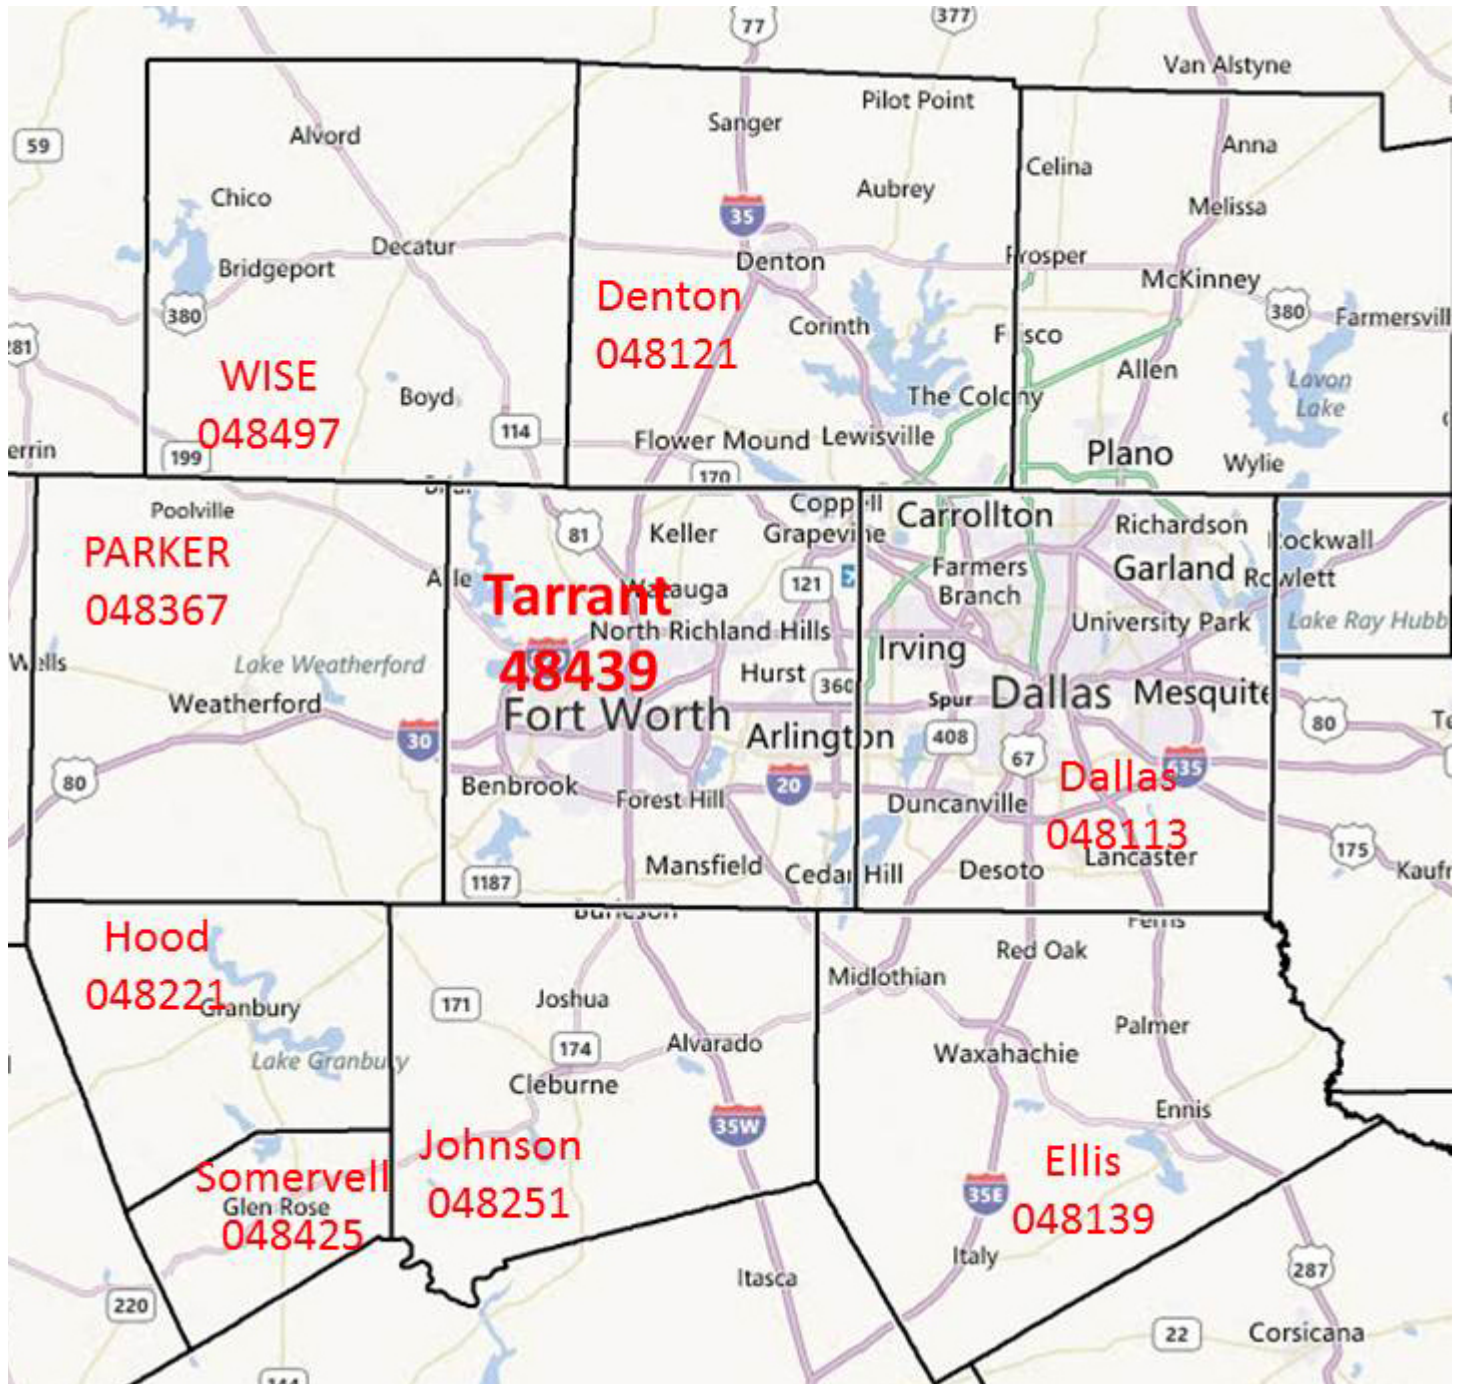 77
377
Van Alstyne
Pilot Point
Sanger
Alvord
59
Anna
Celina
Chico
Aubrey
Melissa
35
Decatur
Bridgeport
Denton
Prosper
McKinney
Denton
048121
380
380
Farmersvill
Corinth
281
Allen
WISE
048497
Lavon
Lake
Boyd
The Colony
114
Flower Mound
Lewisville
Plano
Wylie
errin
199
170
Poolville
Keller
Grapevine
Carrollton
Richardson
81
PARKER
048367
121
Farmers
Branch
Garland
Rowlett
Tarrant
48439
Watauga
North Richland Hills
University Park
Lake Ray Hubb
Wells
Lake Weatherford
Irving
Hurst
360
Weatherford
Fort Worth
Spur
408
Dallas
Mesquite
30
Arlington
80
80
67
Benbrook
20
635
Dallas
048113
Forest Hill
Duncanville
Mansfield
Cedar Hill
Desoto
Lancaster
175
1187
Kaufr
Hood
048221
Burleson
Ferris
Red Oak
Granbury
171
Joshua
Midlothian
Lake Granbury
174
Alvarado
Palmer
Cleburne
Waxahachie
Ennis
35W
Johnson
048251
Somervell
048425
Glen Rose
Ellis
048139
35E
Italy
Itasca
287
220
22
Corsicana